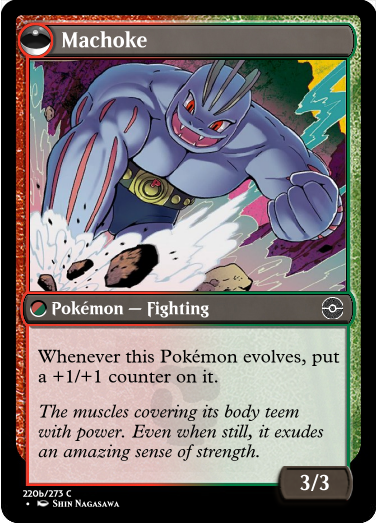 Machoke
Pokémon — Fighting
Whenever this Pokémon evolves, put
a +1/+1 counter on it.
The muscles covering its body teem
with power. Even when still, it exudes
an amazing sense of strength.
3/3
220b/273 C
• Shin Nagasawa